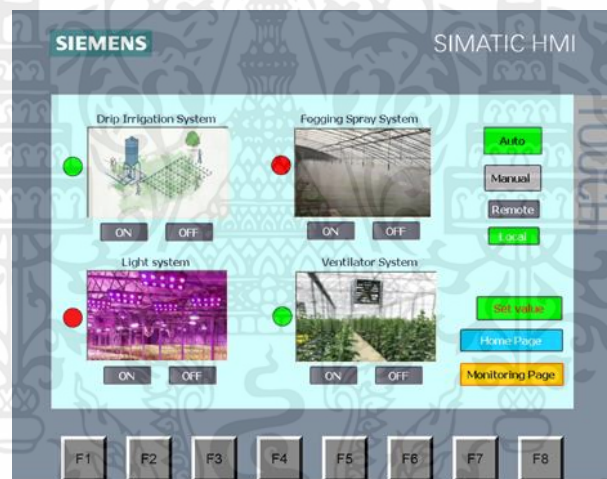 SIEMENS
SIMATIC HMI
TOUCH
Drip Irrigation System
Fogging Spray System
ON
OFF
ON
OFF
Light system
Ventilator System
ON
OFF
ON
OFF
Auto
Manual
Remote
Local
Set value
Home Page
Monitoring Page
F1
F2
F3
F4
F5
F6
F7
F8